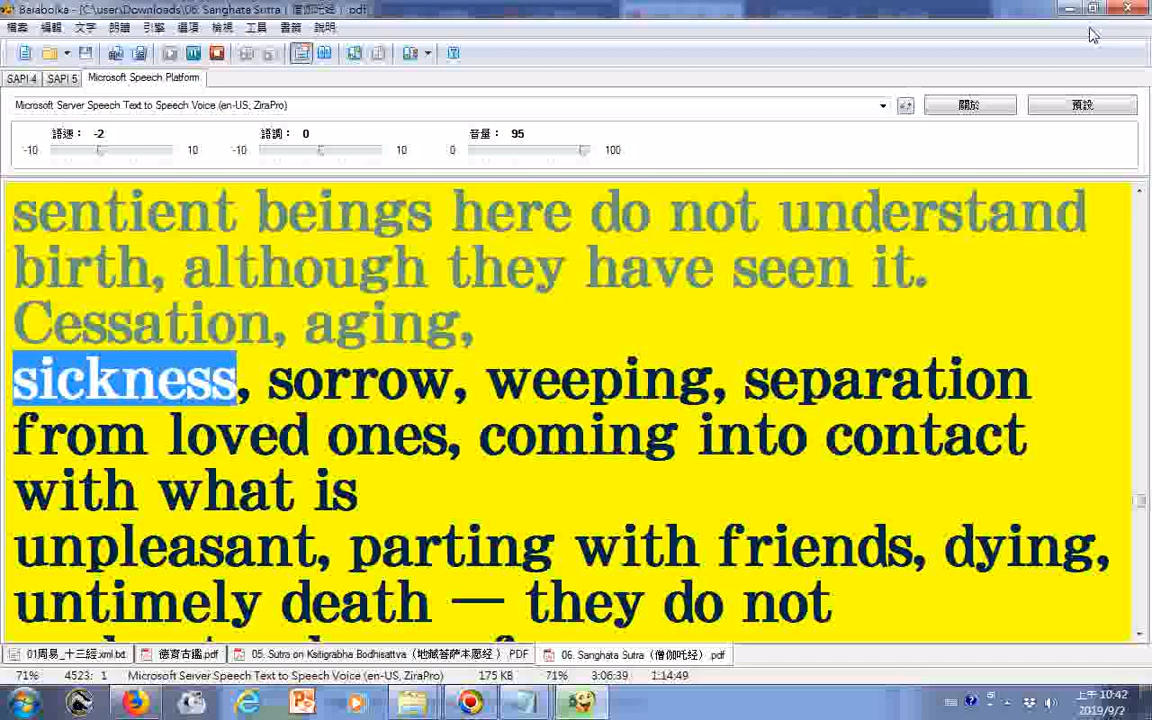 Balabolka - [C:\user\Downloads\06. Sanghata Sutra ( 僧伽吒经 ).pdf]
檔案 編輯 文字 朗讀 引擎 選項 檢視 工具 書籤 說明
SAPI 4 SAPI 5 Microsoft Speech Platform
Microsoft Server Speech Text to Speech Voice (en-US, ZiraPro) 關於 預設
語速： -2 語調： 0 音量： 95
-10 10 -10 10 0 100
sentient beings here do not understand
birth, although they have seen it.
Cessation, aging,
sickness, sorrow, weeping, separation
from loved ones, coming into contact
with what is
unpleasant, parting with friends, dying,
untimely death — they do not
01周易_十三經.xml.txt 德育古鑑.pdf 05. Sutra on Ksitigrabha Bodhisattva（地藏菩萨本愿经 ）.PDF 06. Sanghata Sutra（僧伽吒经 ）.pdf
71% 4523: 1 Microsoft Server Speech Text to Speech Voice (en-US, ZiraPro) 175 KB 71% 3:06:39 1:14:49
上午 10:42
2019/9/2